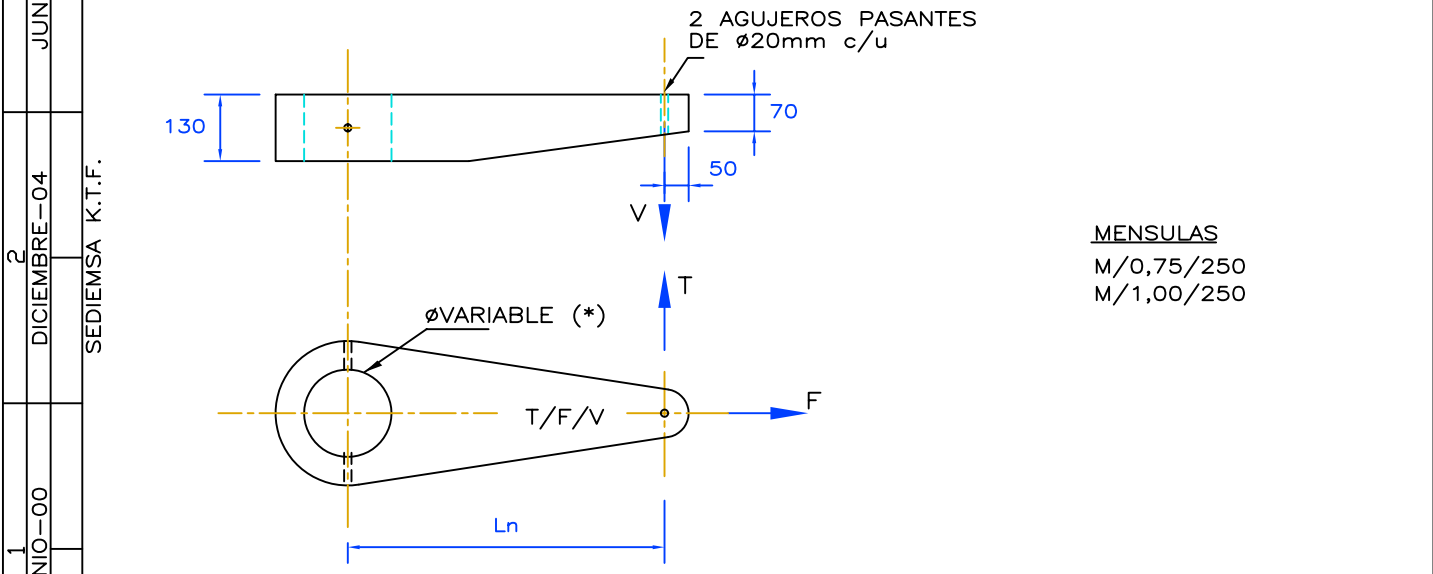 2 AGUJEROS PASANTES
DE ø20mm c/u
130
70
50
V
T
øVARIABLE (*)
T/F/V
F
Ln
MENSULAS
M/0,75/250
M/1,00/250
JUN
2
DICIEMBRE-04
SEDIEMSA K.T.F.
1
NIO-00